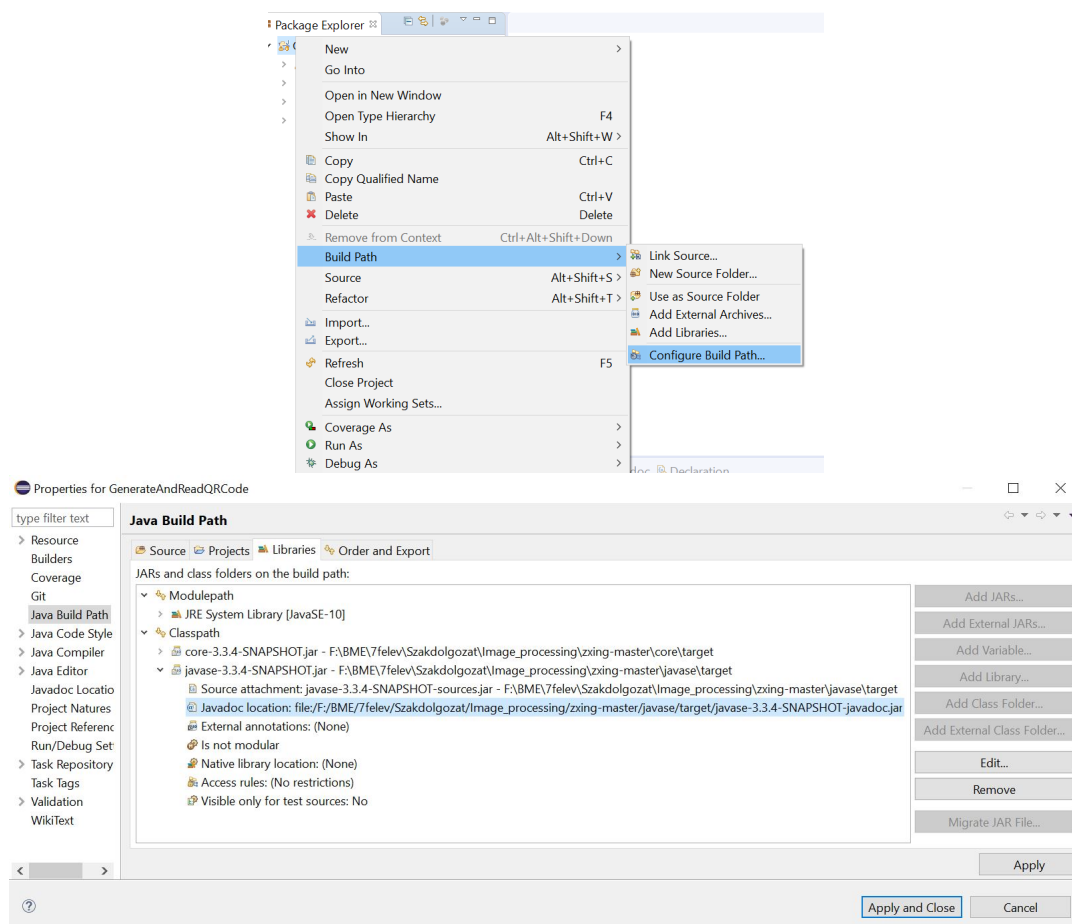 Package Explorer
New
Go Into
Open in New Window
Open Type Hierarchy F4
Show In Alt+Shift+W
Copy Ctrl+C
Copy Qualified Name
Paste Ctrl+V
Delete Delete
Remove from Context Ctrl+Alt+Shift+Down
Build Path
Source Alt+Shift+S
Refactor Alt+Shift+T
Import...
Export...
Refresh F5
Close Project
Assign Working Sets...
Coverage As
Run As
Debug As
Link Source...
New Source Folder...
Use as Source Folder
Add External Archives...
Add Libraries...
Configure Build Path...
Declaration
Properties for GenerateAndReadQRCode
type filter text
Resource
Builders
Coverage
Git
Java Build Path
Java Code Style
Java Compiler
Java Editor
Javadoc Locatio
Project Natures
Project Referenc
Run/Debug Set
Task Repository
Task Tags
Validation
WikiText
Java Build Path
Source Projects Libraries Order and Export
JARs and class folders on the build path:
Modulepath
JRE System Library [JavaSE-10]
Classpath
core-3.3.4-SNAPSHOT.jar - F:\BME\7felev\Szakdolgozat\Image_processing\zxing-master\core\target
javase-3.3.4-SNAPSHOT.jar - F:\BME\7felev\Szakdolgozat\Image_processing\zxing-master\javase\target
Source attachment: javase-3.3.4-SNAPSHOT-sources.jar - F:\BME\7felev\Szakdolgozat\Image_processing\zxing-master\javase\target
Javadoc location: file:/F:/BME/7felev/Szakdolgozat/Image_processing/zxing-master/javase/target/javase-3.3.4-SNAPSHOT-javadoc.jar
External annotations: (None)
Is not modular
Native library location: (None)
Access rules: (No restrictions)
Visible only for test sources: No
Add JARs...
Add External JARs...
Add Variable...
Add Library...
Add Class Folder...
Add External Class Folder...
Edit...
Remove
Migrate JAR File...
Apply
Apply and Close Cancel